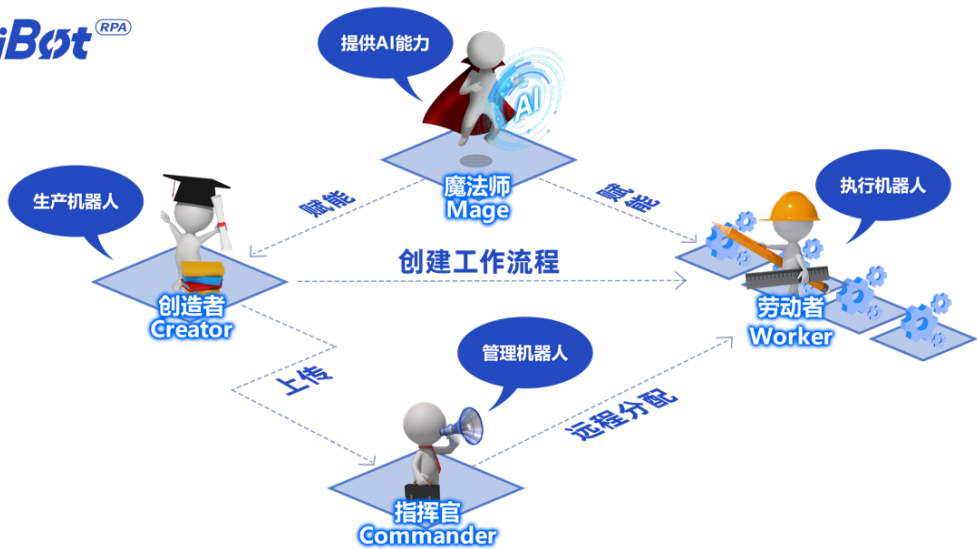 iBot RPA
提供AI能力
AI
魔法师
Mage
生产机器人
执行机器人
赋能
赋能
创建工作流程
创造者
Creator
劳动者
Worker
管理机器人
上传
远程分配
指挥官
Commander